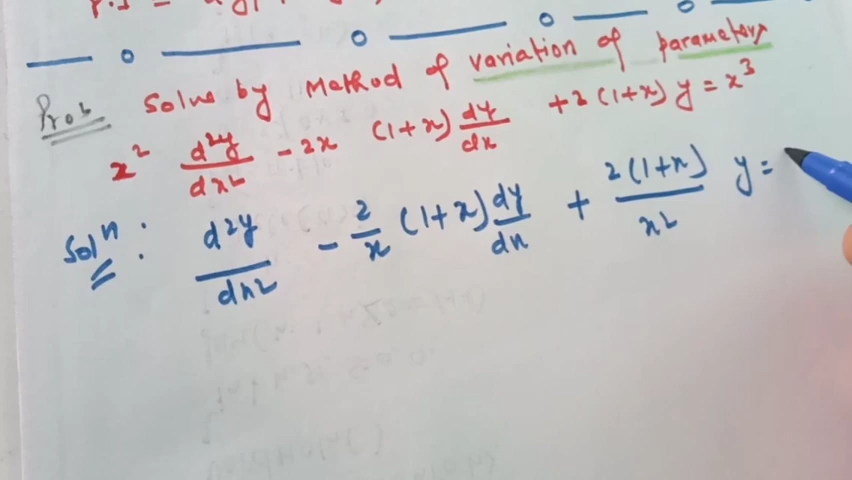 Prob Solve by Method of variation of parameters
x² d²y/dx² - 2x (1+x) dy/dx + 2 (1+x) y = x³
Solⁿ : d²y/dx² - 2/x (1+x) dy/dx + 2(1+x)/x² y =